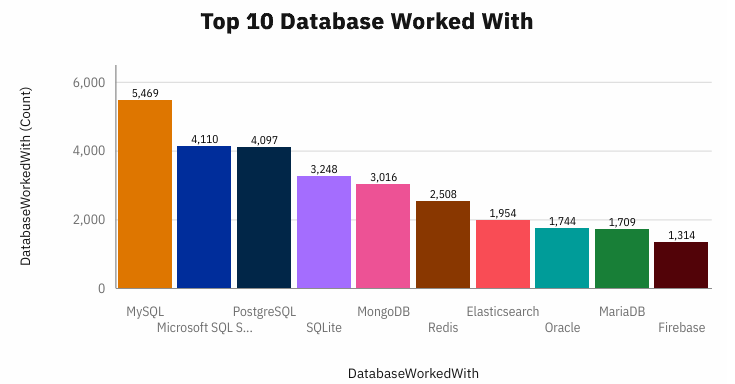 Top 10 Database Worked With
DatabaseWorkedWith (Count)
6,000
4,000
2,000
0
5,469
4,110
4,097
3,248
3,016
2,508
1,954
1,744
1,709
1,314
MySQL
Microsoft SQL S...
PostgreSQL
SQLite
MongoDB
Redis
Elasticsearch
Oracle
MariaDB
Firebase
DatabaseWorkedWith